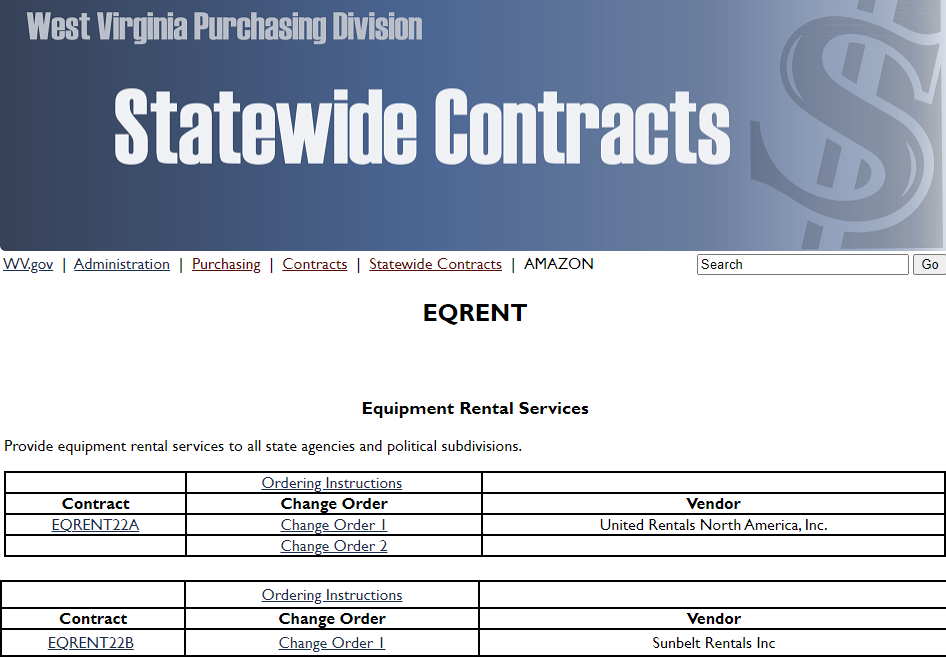 West Virginia Purchasing Division
Statewide Contracts
WV.gov | Administration | Purchasing | Contracts | Statewide Contracts | AMAZON Search Go
EQRENT
Equipment Rental Services
Provide equipment rental services to all state agencies and political subdivisions.
Ordering Instructions
Contract Change Order Vendor
EQRENT22A Change Order 1 United Rentals North America, Inc.
Change Order 2
Ordering Instructions
Contract Change Order Vendor
EQRENT22B Change Order 1 Sunbelt Rentals Inc